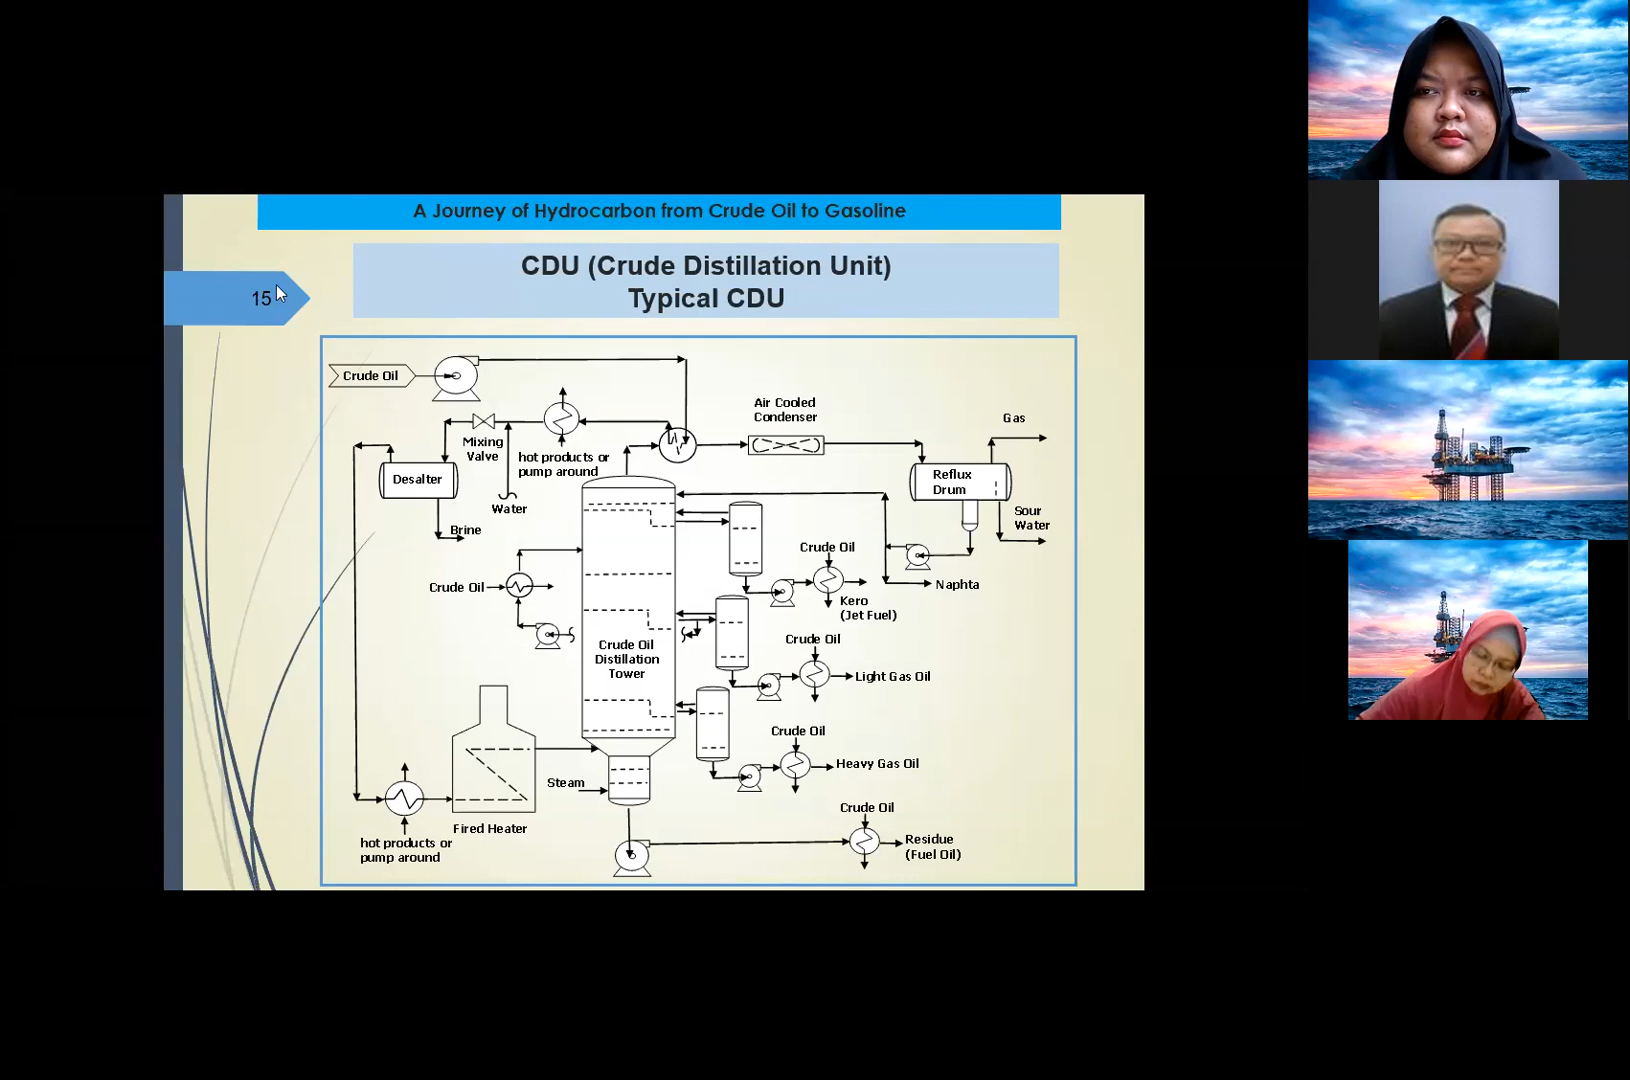 A Journey of Hydrocarbon from Crude Oil to Gasoline
CDU (Crude Distillation Unit)
Typical CDU
15
Crude Oil
Air Cooled
Condenser
Gas
Mixing
Valve
hot products or
pump around
Desalter
Reflux
Drum
Water
Sour
Water
Brine
Crude Oil
Crude Oil
Naphta
Kero
(Jet Fuel)
Crude Oil
Crude Oil
Distillation
Tower
Light Gas Oil
Crude Oil
Heavy Gas Oil
Steam
Crude Oil
Fired Heater
hot products or
pump around
Residue
(Fuel Oil)